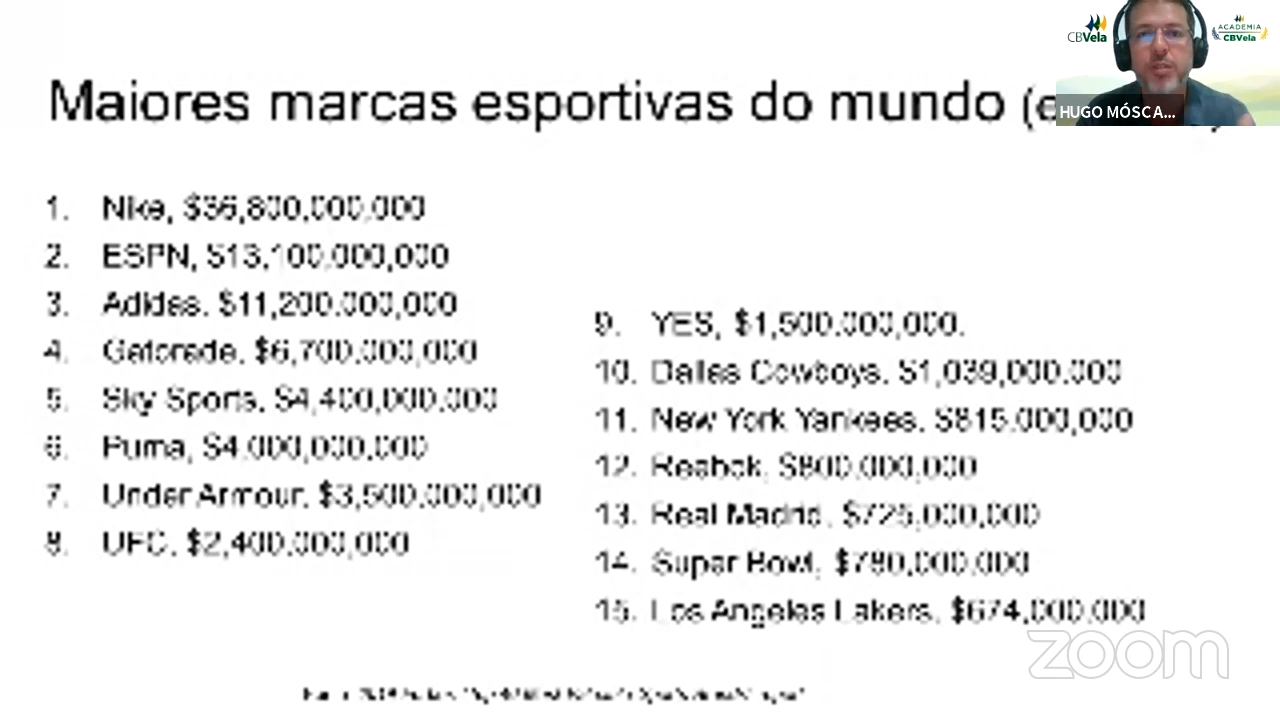 CBVela
ACADEMIA
CBVela
HUGO MÓSCA...
Maiores marcas esportivas do mundo
1. Nike, $36,800,000,000
2. ESPN, $13,100,000,000
3. Adidas, $11,200,000,000
4. Gatorade, $6,700,000,000
5. Sky Sports, $4,400,000,000
6. Puma, $4,000,000,000
7. Under Armour, $3,500,000,000
8. UFC, $2,400,000,000
9. YES, $1,500,000,000.
10. Dallas Cowboys, $1,039,000,000
11. New York Yankees, $815,000,000
12. Reebok, $800,000,000
13. Real Madrid, $725,000,000
14. Super Bowl, $780,000,000
15. Los Angeles Lakers, $674,000,000
zoom